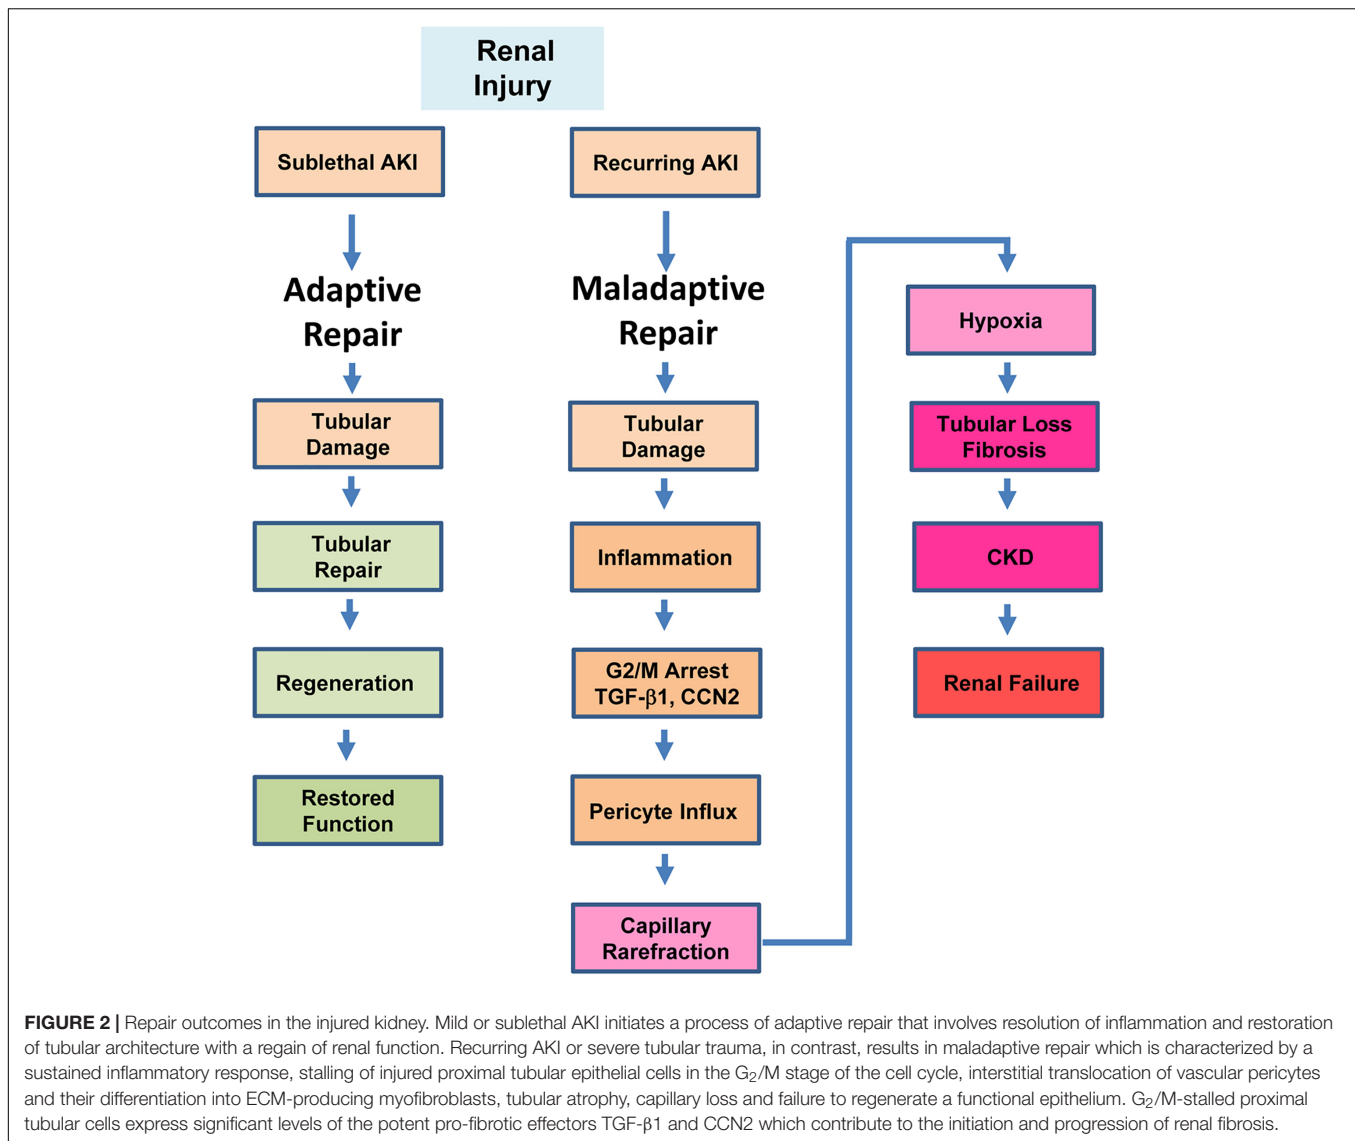 Renal
Injury
Sublethal AKI
Adaptive
Repair
Tubular
Damage
Tubular
Repair
Regeneration
Restored
Function
Recurring AKI
Maladaptive
Repair
Tubular
Damage
Inflammation
G2/M Arrest
TGF-β1, CCN2
Pericyte Influx
Capillary
Rarefraction
Hypoxia
Tubular Loss
Fibrosis
CKD
Renal Failure
FIGURE 2 | Repair outcomes in the injured kidney. Mild or sublethal AKI initiates a process of adaptive repair that involves resolution of inflammation and restoration
of tubular architecture with a regain of renal function. Recurring AKI or severe tubular trauma, in contrast, results in maladaptive repair which is characterized by a
sustained inflammatory response, stalling of injured proximal tubular epithelial cells in the G₂/M stage of the cell cycle, interstitial translocation of vascular pericytes
and their differentiation into ECM-producing myofibroblasts, tubular atrophy, capillary loss and failure to regenerate a functional epithelium. G₂/M-stalled proximal
tubular cells express significant levels of the potent pro-fibrotic effectors TGF-β1 and CCN2 which contribute to the initiation and progression of renal fibrosis.